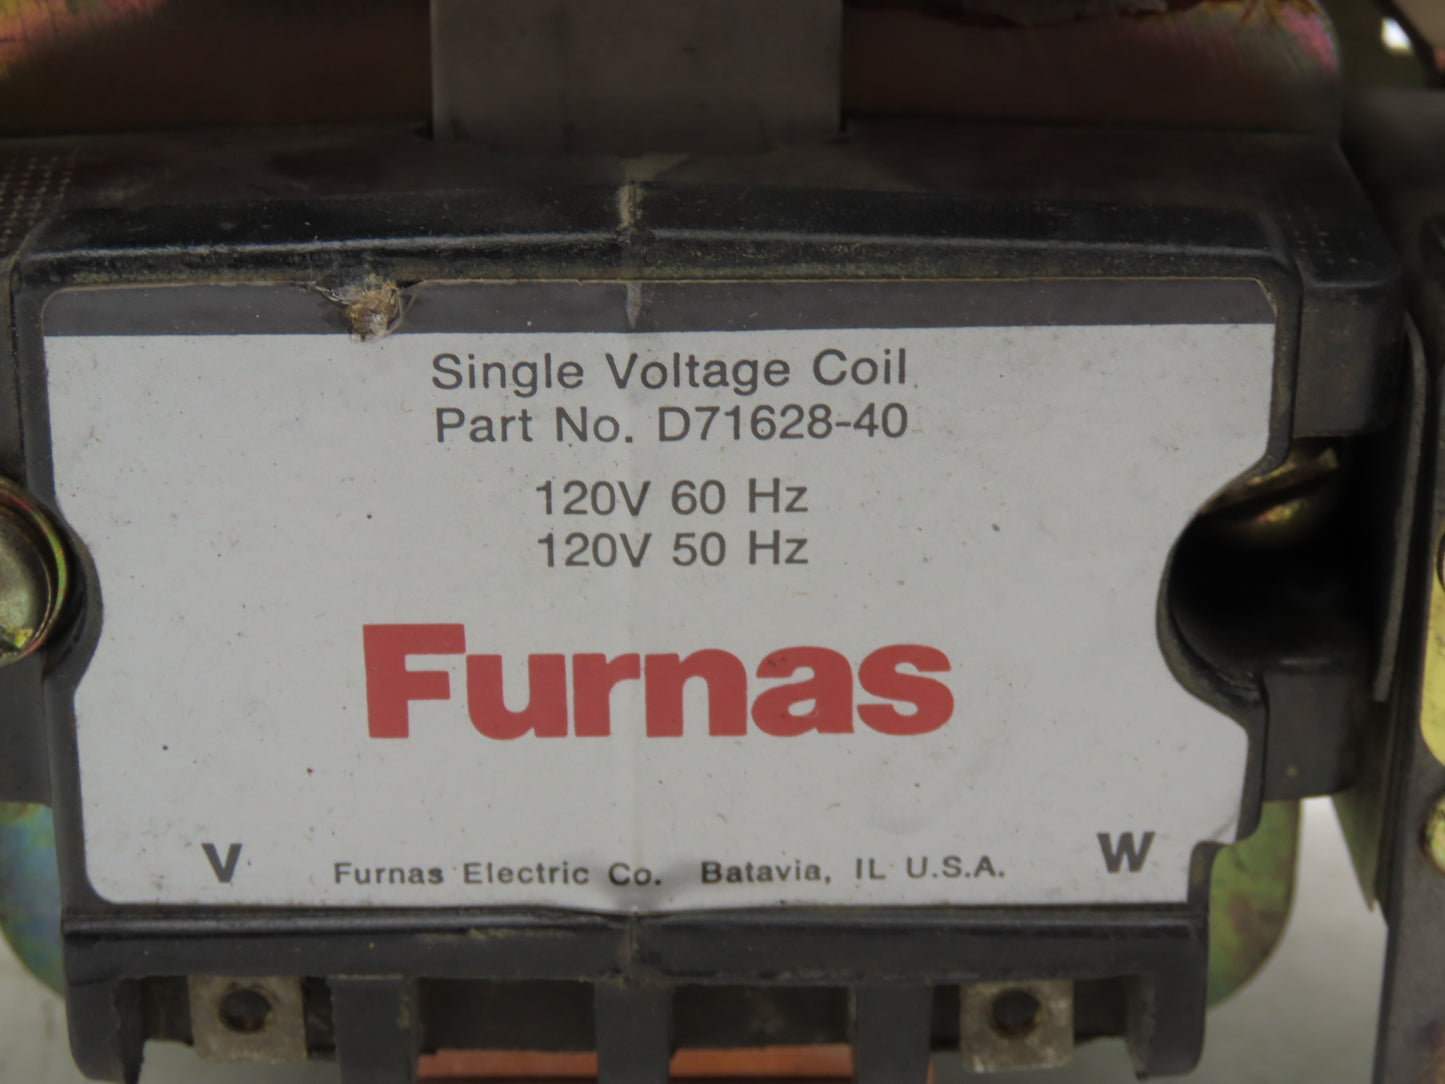 Single Voltage Coil
Part No. D71628-40
120V 60 Hz
120V 50 Hz
Furnas
V Furnas Electric Co. Batavia, IL U.S.A. W